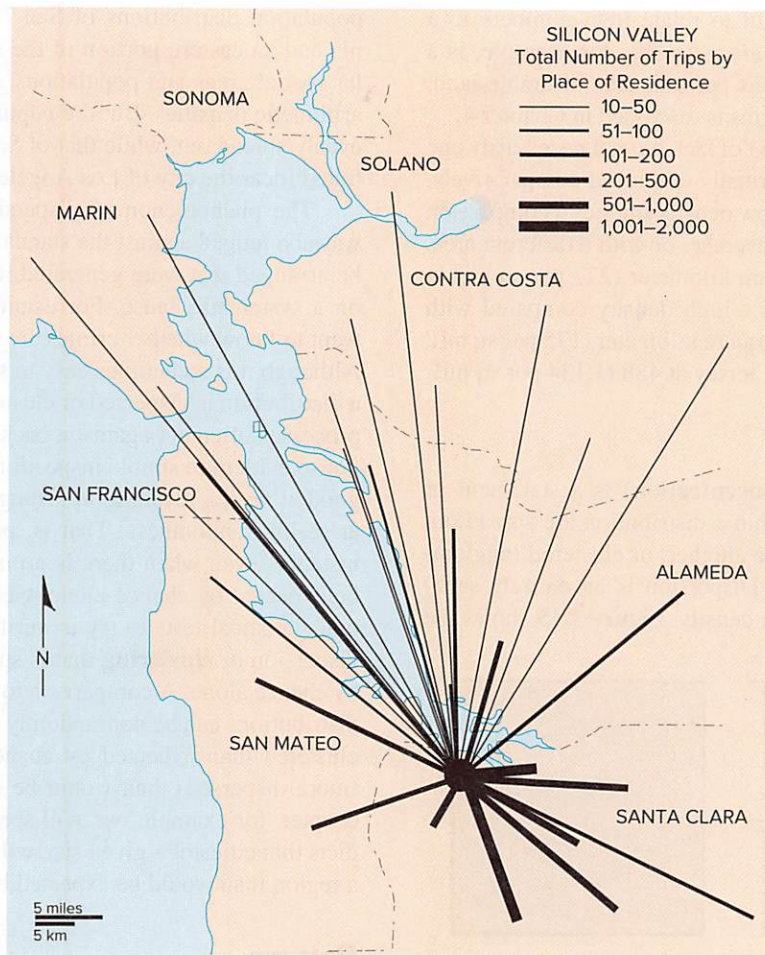 SILICON VALLEY
Total Number of Trips by
Place of Residence
10–50
51–100
101–200
201–500
501–1,000
1,001–2,000
SONOMA
SOLANO
MARIN
CONTRA COSTA
SAN FRANCISCO
ALAMEDA
N
SAN MATEO
SANTA CLARA
5 miles
5 km